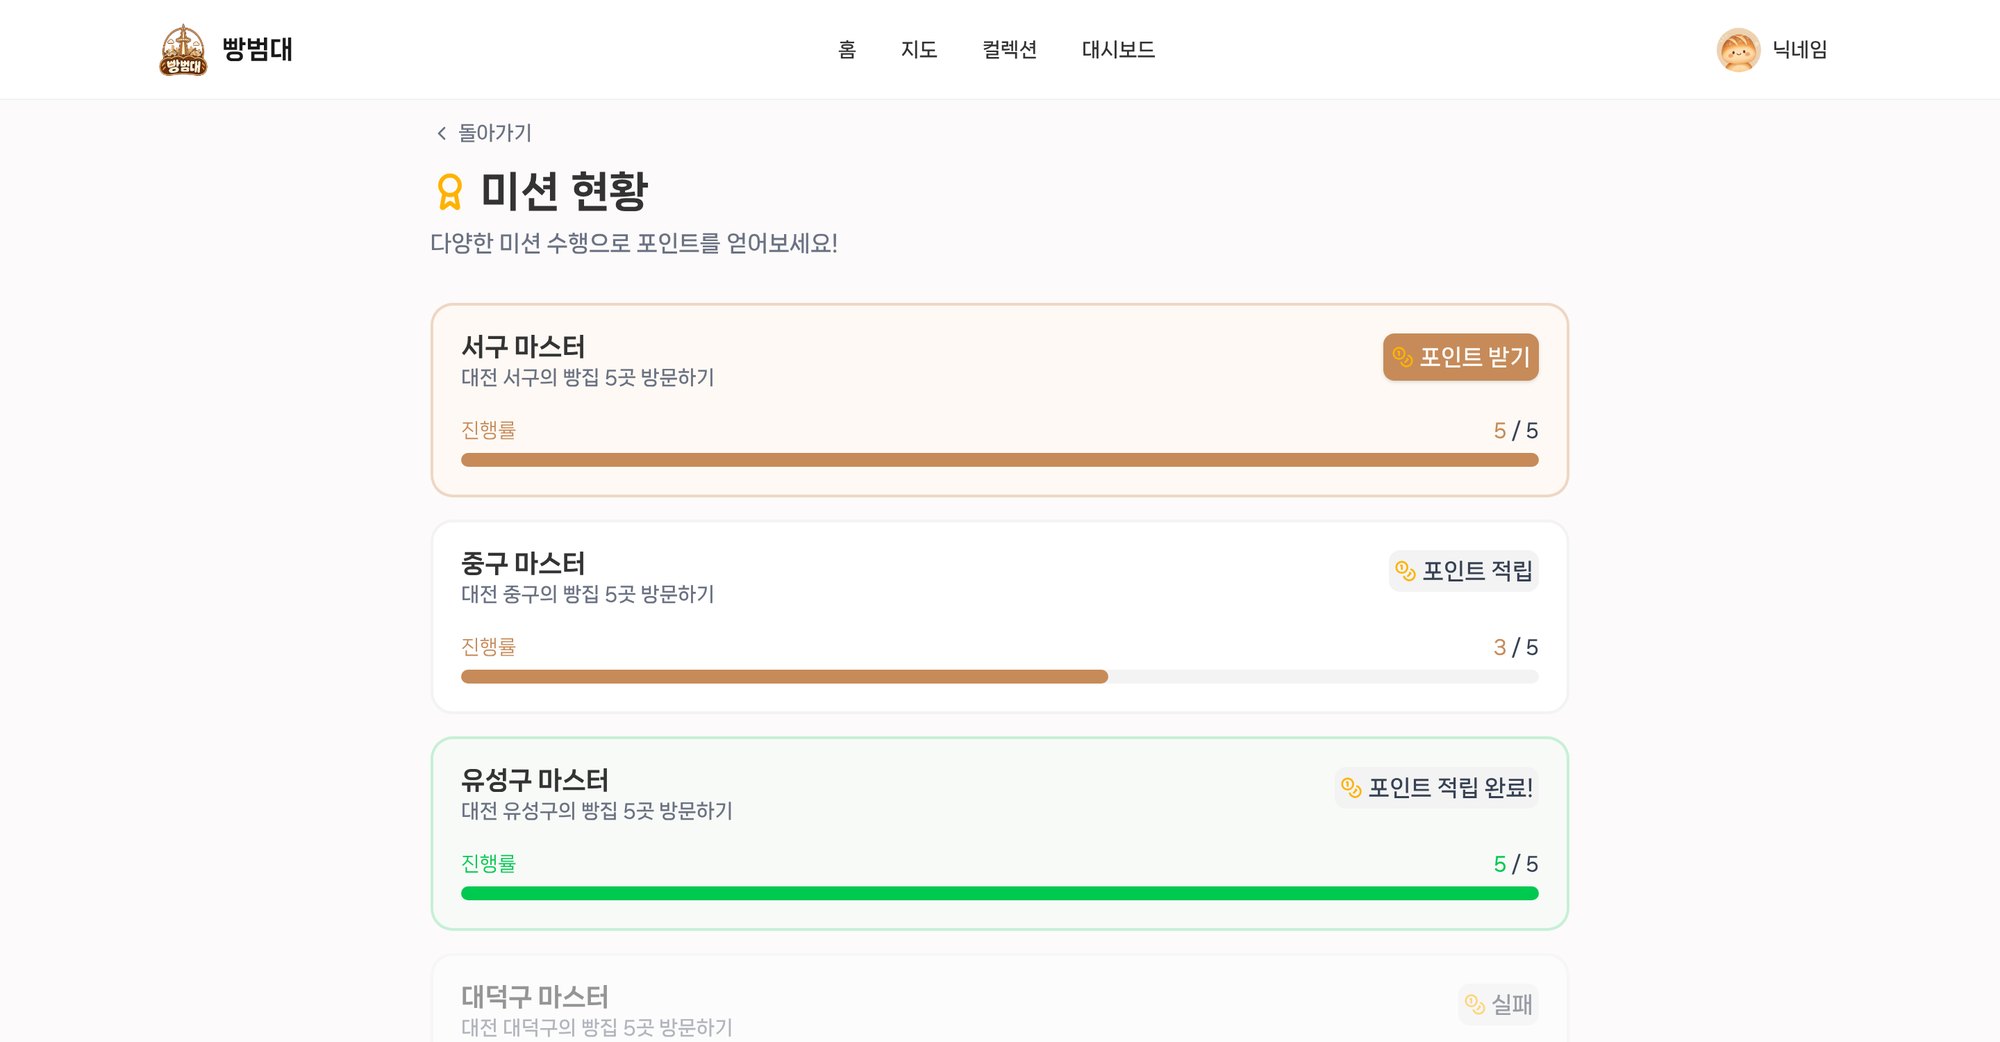 빵범대
빵범대
홈
지도
컬렉션
대시보드
닉네임
돌아가기
미션 현황
다양한 미션 수행으로 포인트를 얻어보세요!
서구 마스터
포인트 받기
대전 서구의 빵집 5곳 방문하기
진행률
5 / 5
중구 마스터
포인트 적립
대전 중구의 빵집 5곳 방문하기
진행률
3 / 5
유성구 마스터
포인트 적립 완료!
대전 유성구의 빵집 5곳 방문하기
진행률
5 / 5
대덕구 마스터
실패
대전 대덕구의 빵집 5곳 방문하기